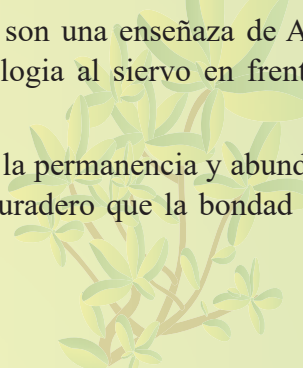 son una enseñaza de A
logia al siervo en frent
la permanencia y abund
uradero que la bondad